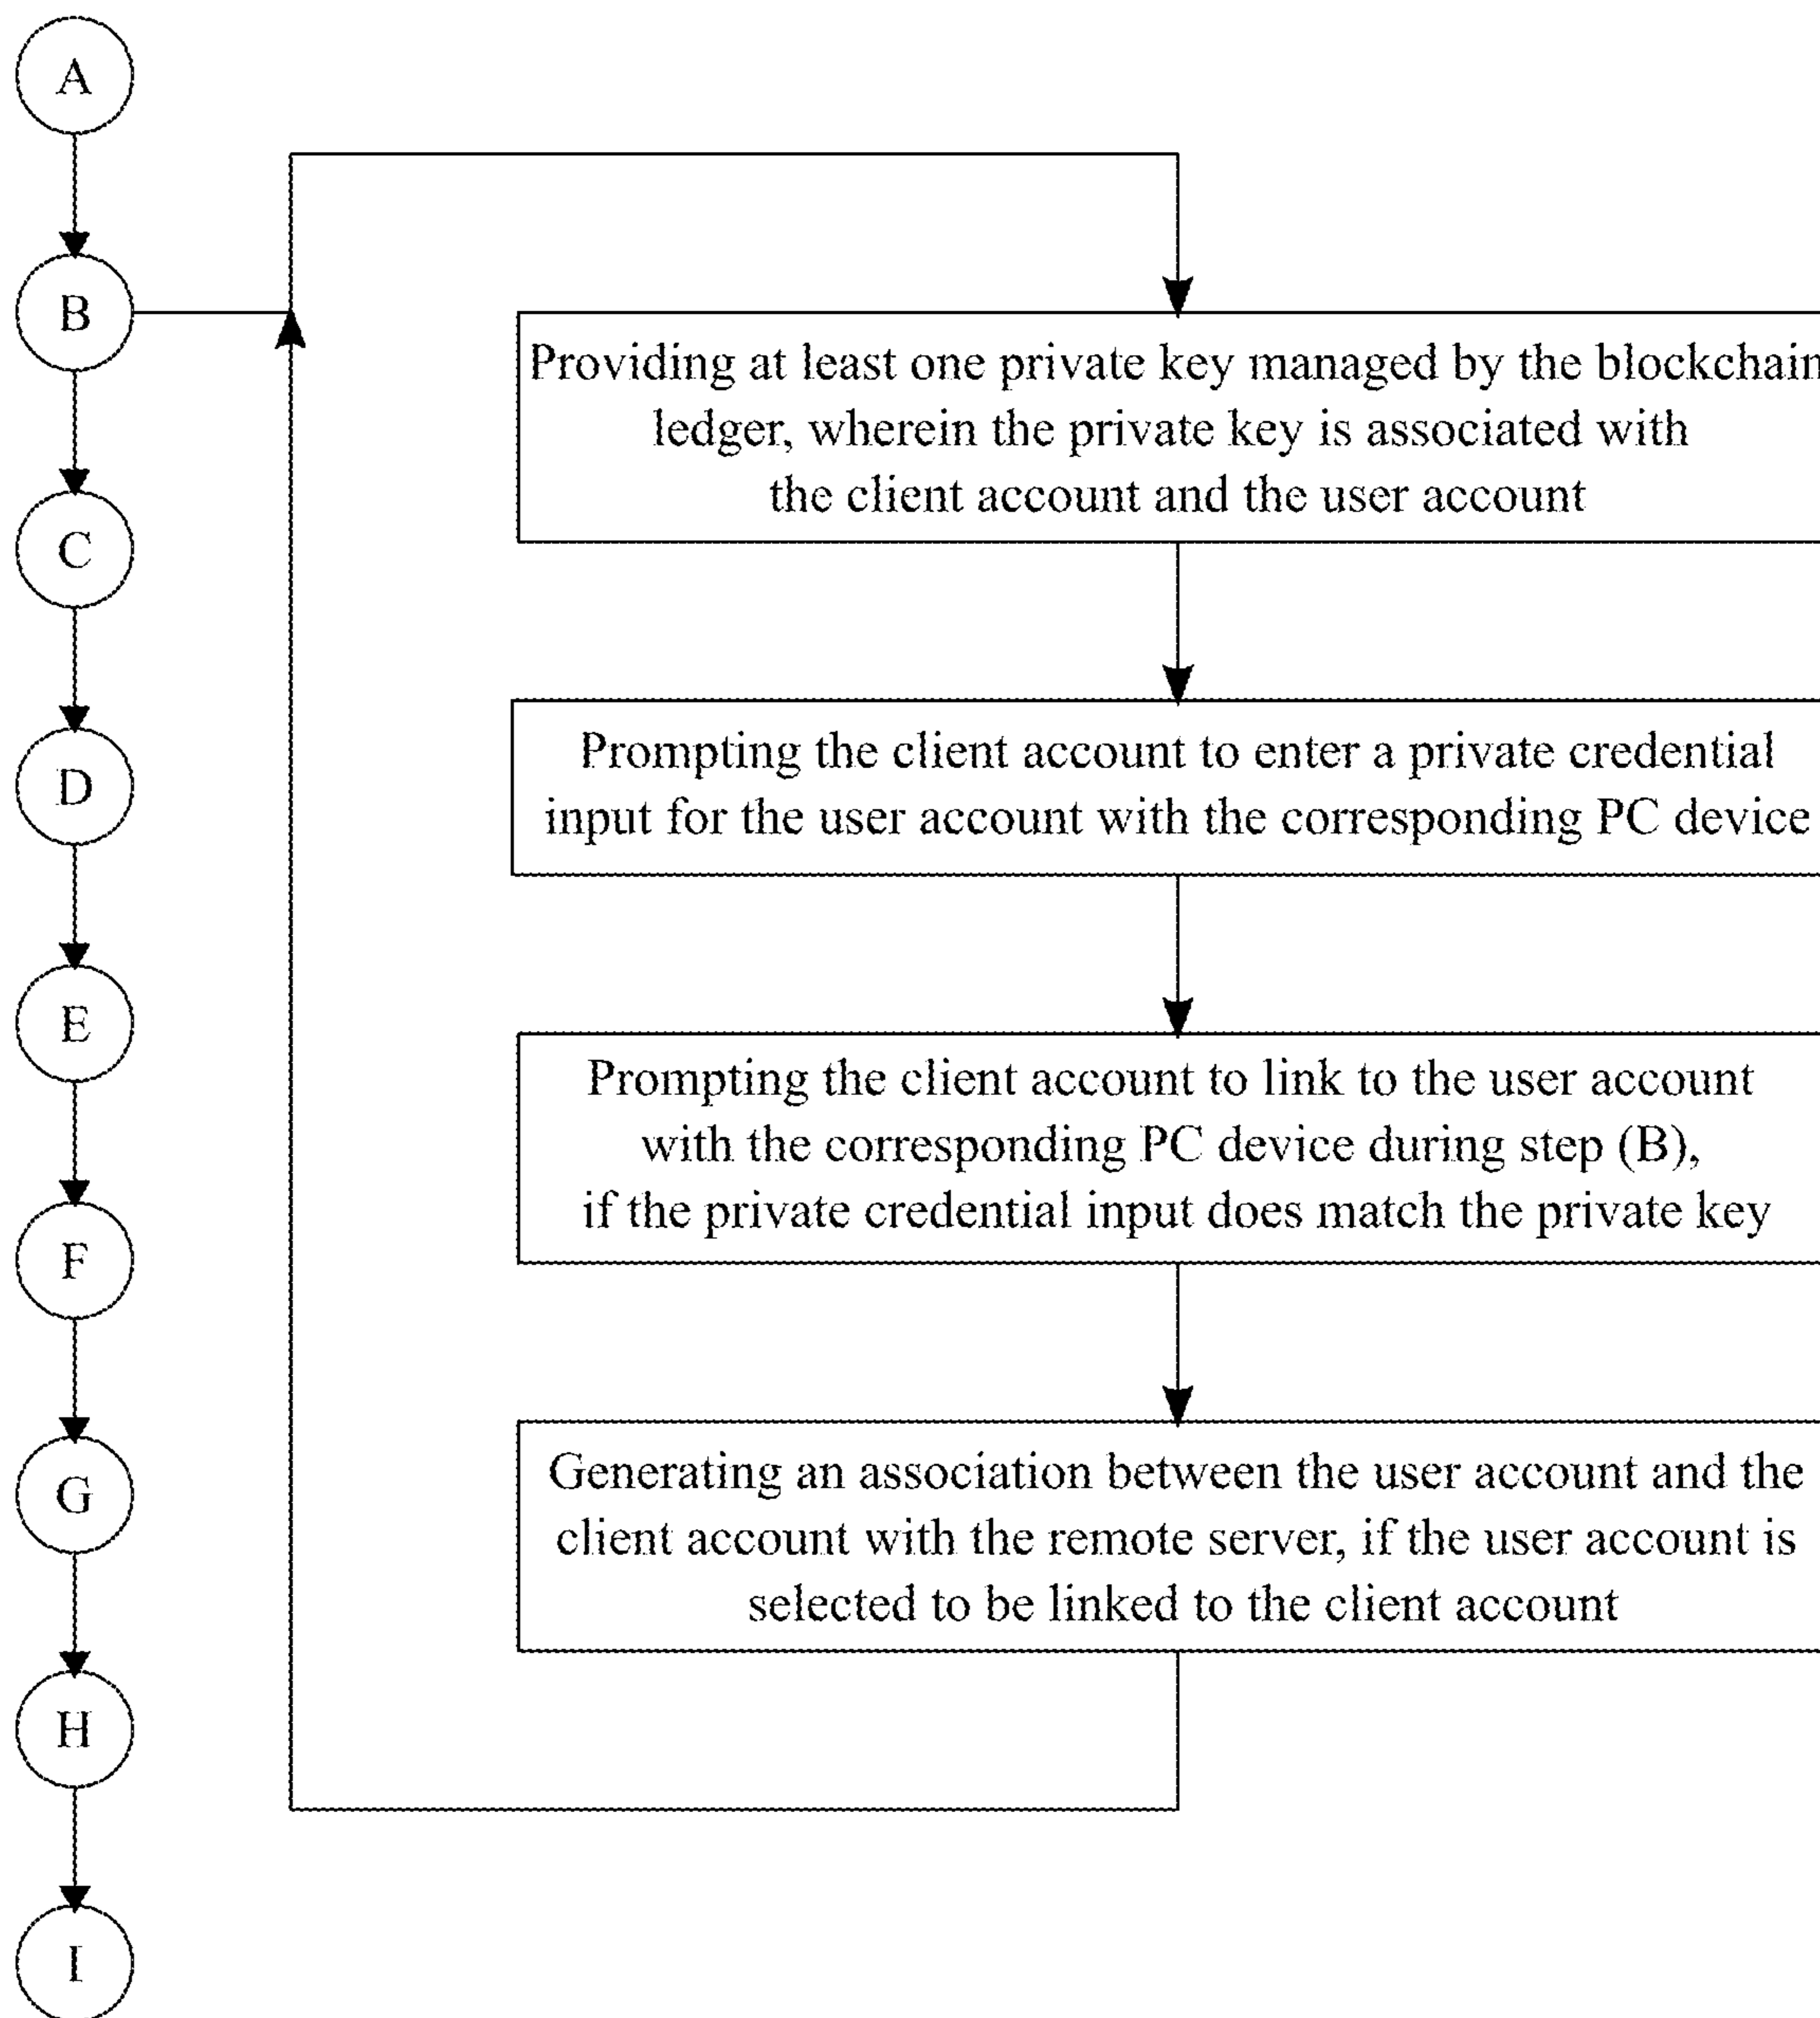 A
B
C
D
E
F
G
H
I
Providing at least one private key managed by the blockchain
ledger, wherein the private key is associated with
the client account and the user account
Prompting the client account to enter a private credential
input for the user account with the corresponding PC device
Prompting the client account to link to the user account
with the corresponding PC device during step (B),
if the private credential input does match the private key
Generating an association between the user account and the
client account with the remote server, if the user account is
selected to be linked to the client account